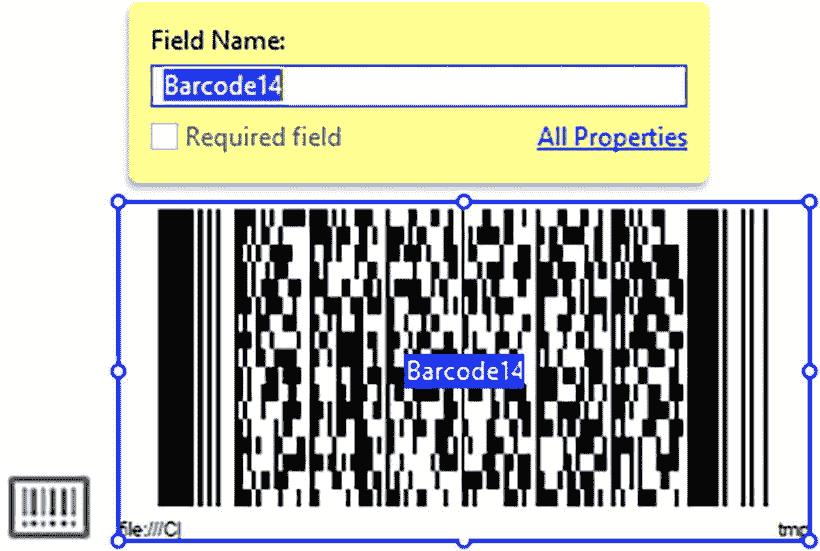 Field Name:
Barcode14
Required field All Properties
Barcode14
file:///C| tmp